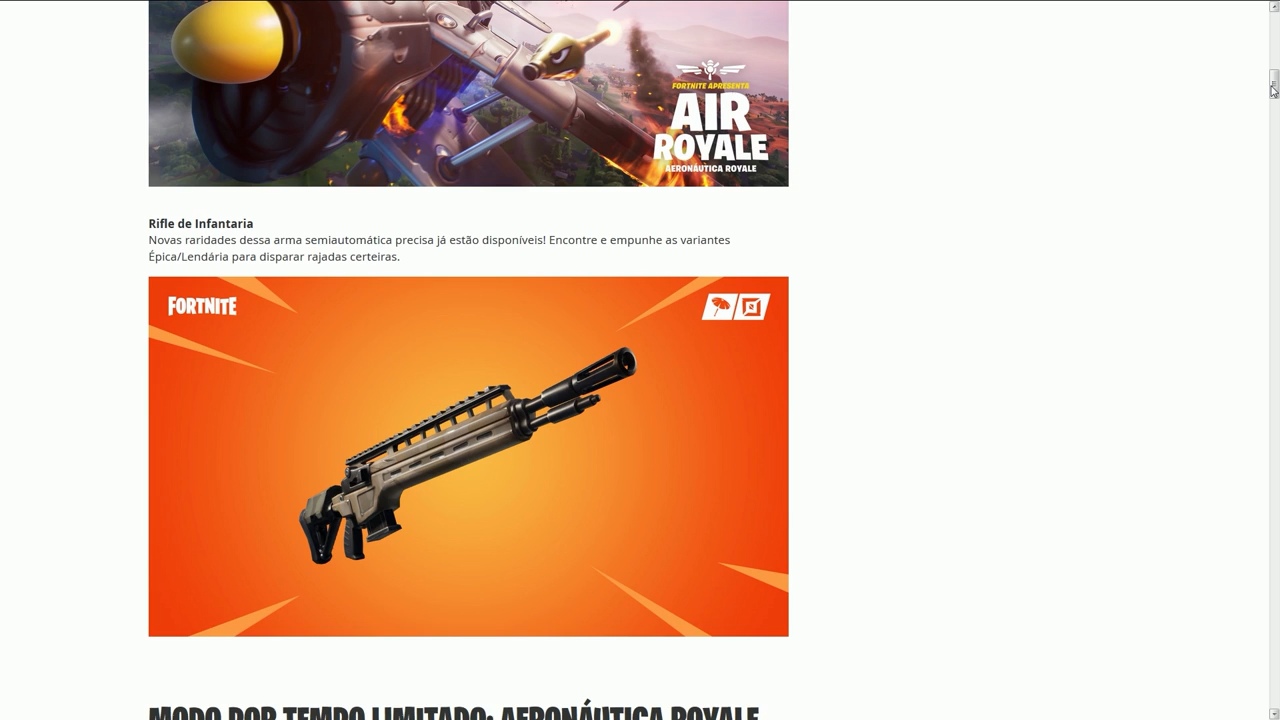 FORTNITE APRESENTA
AIR
ROYALE
AERONÁUTICA ROYALE
Rifle de Infantaria
Novas raridades dessa arma semiautomática precisa já estão disponíveis! Encontre e empunhe as variantes
Épica/Lendária para disparar rajadas certeiras.
FORTNITE
MODO POR TEMPO LIMITADO: AERONÁUTICA ROYALE